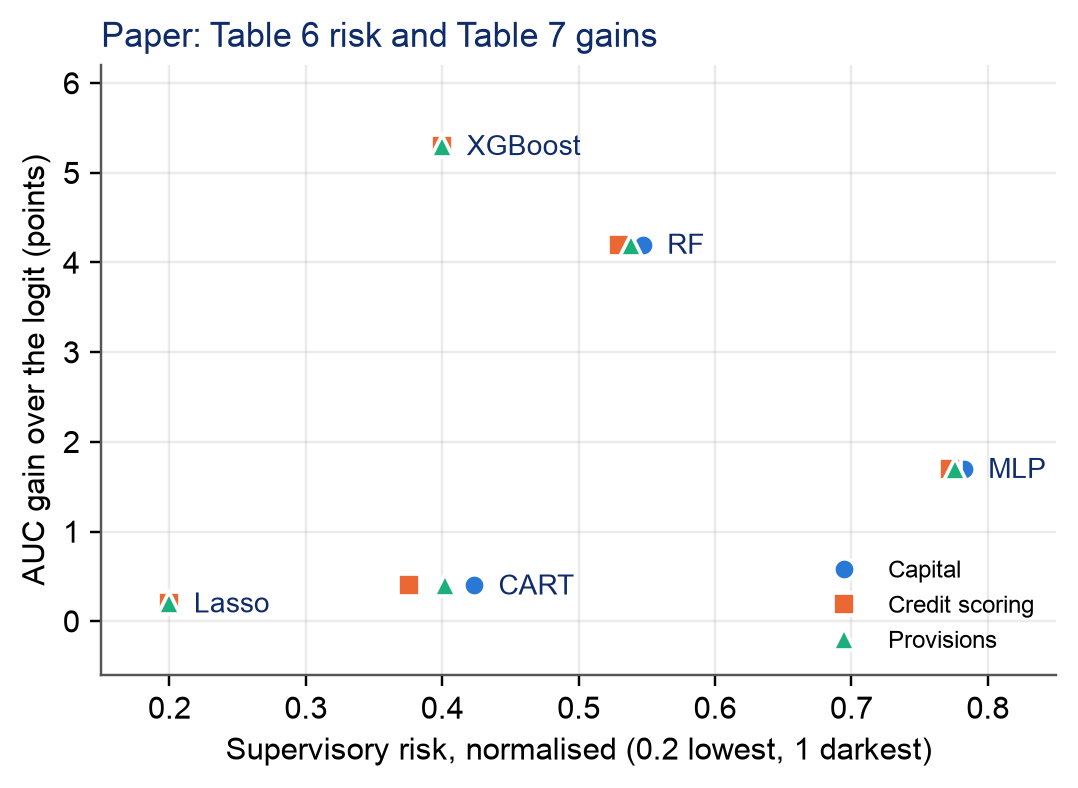 Paper: Table 6 risk and Table 7 gains
AUC gain over the logit (points)
6
5
4
3
2
1
0
XGBoost
RF
MLP
CART
Lasso
Capital
Credit scoring
Provisions
0.2 0.3 0.4 0.5 0.6 0.7 0.8
Supervisory risk, normalised (0.2 lowest, 1 darkest)